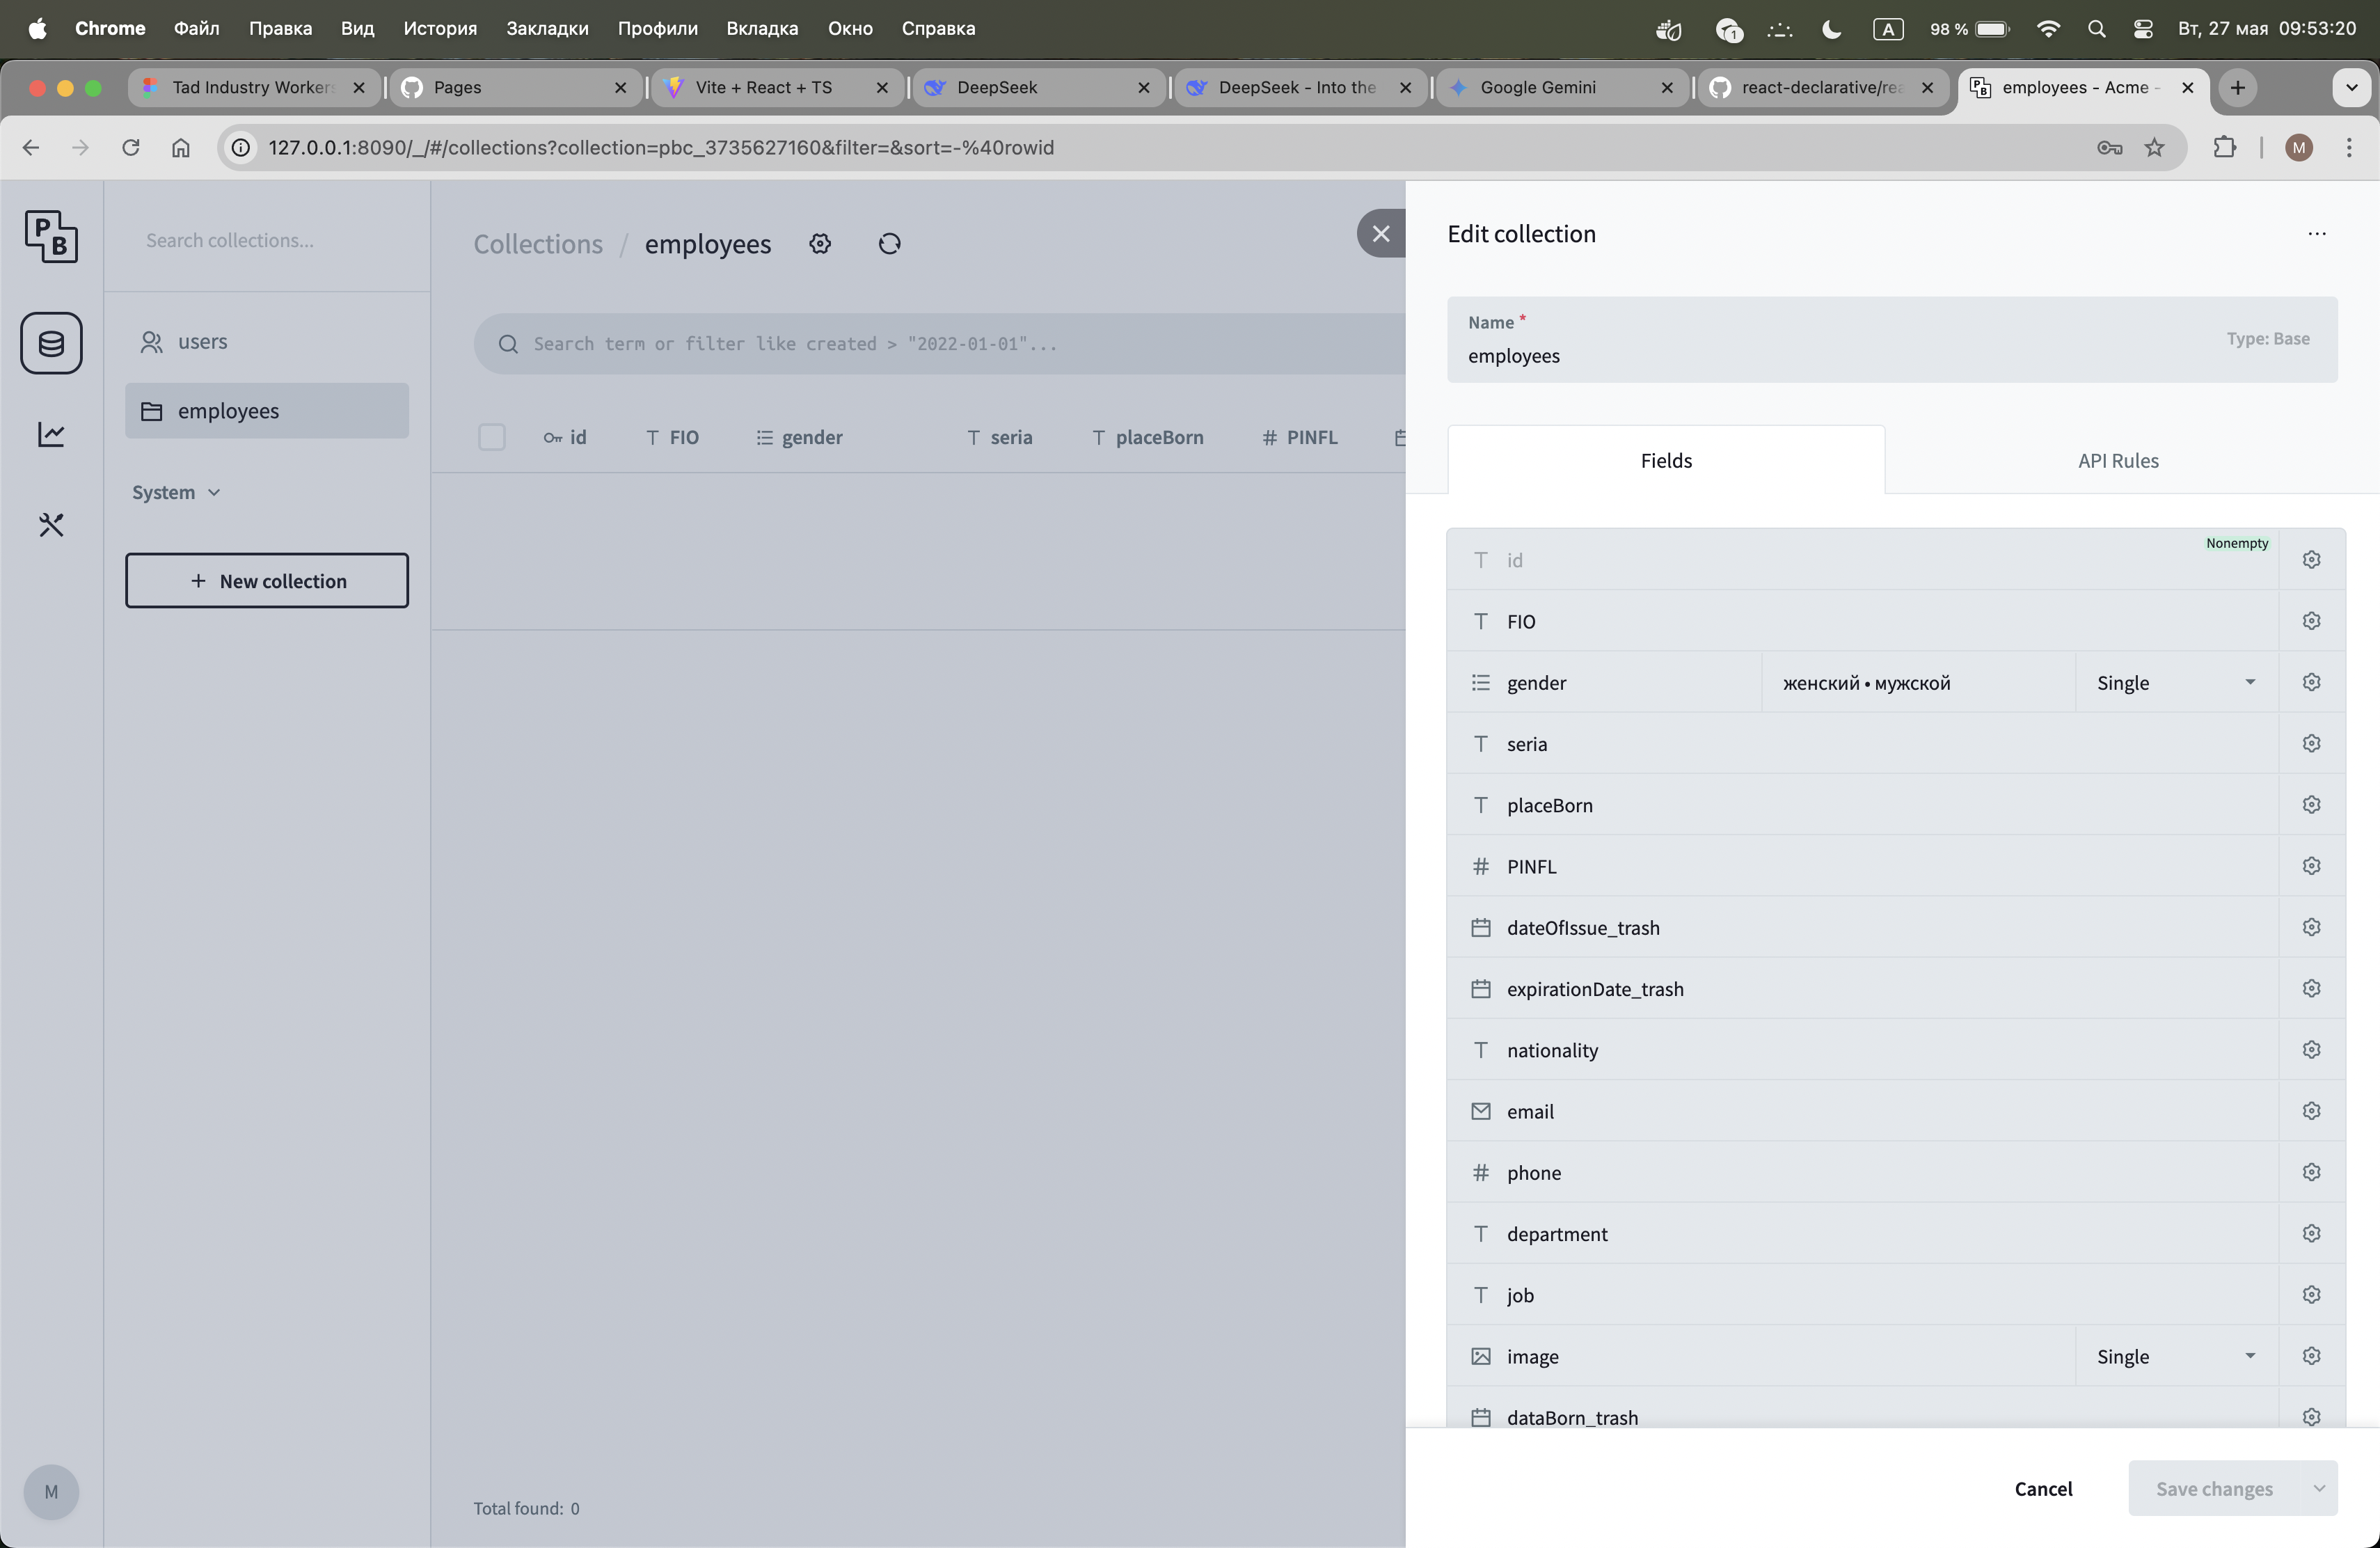 Chrome Файл Правка Вид История Закладки Профили Вкладка Окно Справка
1 A 98 % Вт, 27 мая 09:53:20
Tad Industry Worker
Pages
Vite + React + TS
DeepSeek
DeepSeek - Into the
Google Gemini
react-declarative/rea
employees - Acme -
127.0.0.1:8090/_/#/collections?collection=pbc_3735627160&filter=&sort=-%40rowid
M
P
B
Search collections...
users
employees
System
+ New collection
M
Collections / employees
Search term or filter like created > "2022-01-01"...
id FIO gender seria placeBorn # PINFL
Total found: 0
Edit collection
Name *
employees
Type: Base
Fields
API Rules
id
Nonempty
FIO
gender женский • мужской Single
seria
placeBorn
# PINFL
dateOfIssue_trash
expirationDate_trash
nationality
email
# phone
department
job
image Single
dataBorn_trash
Cancel
Save changes